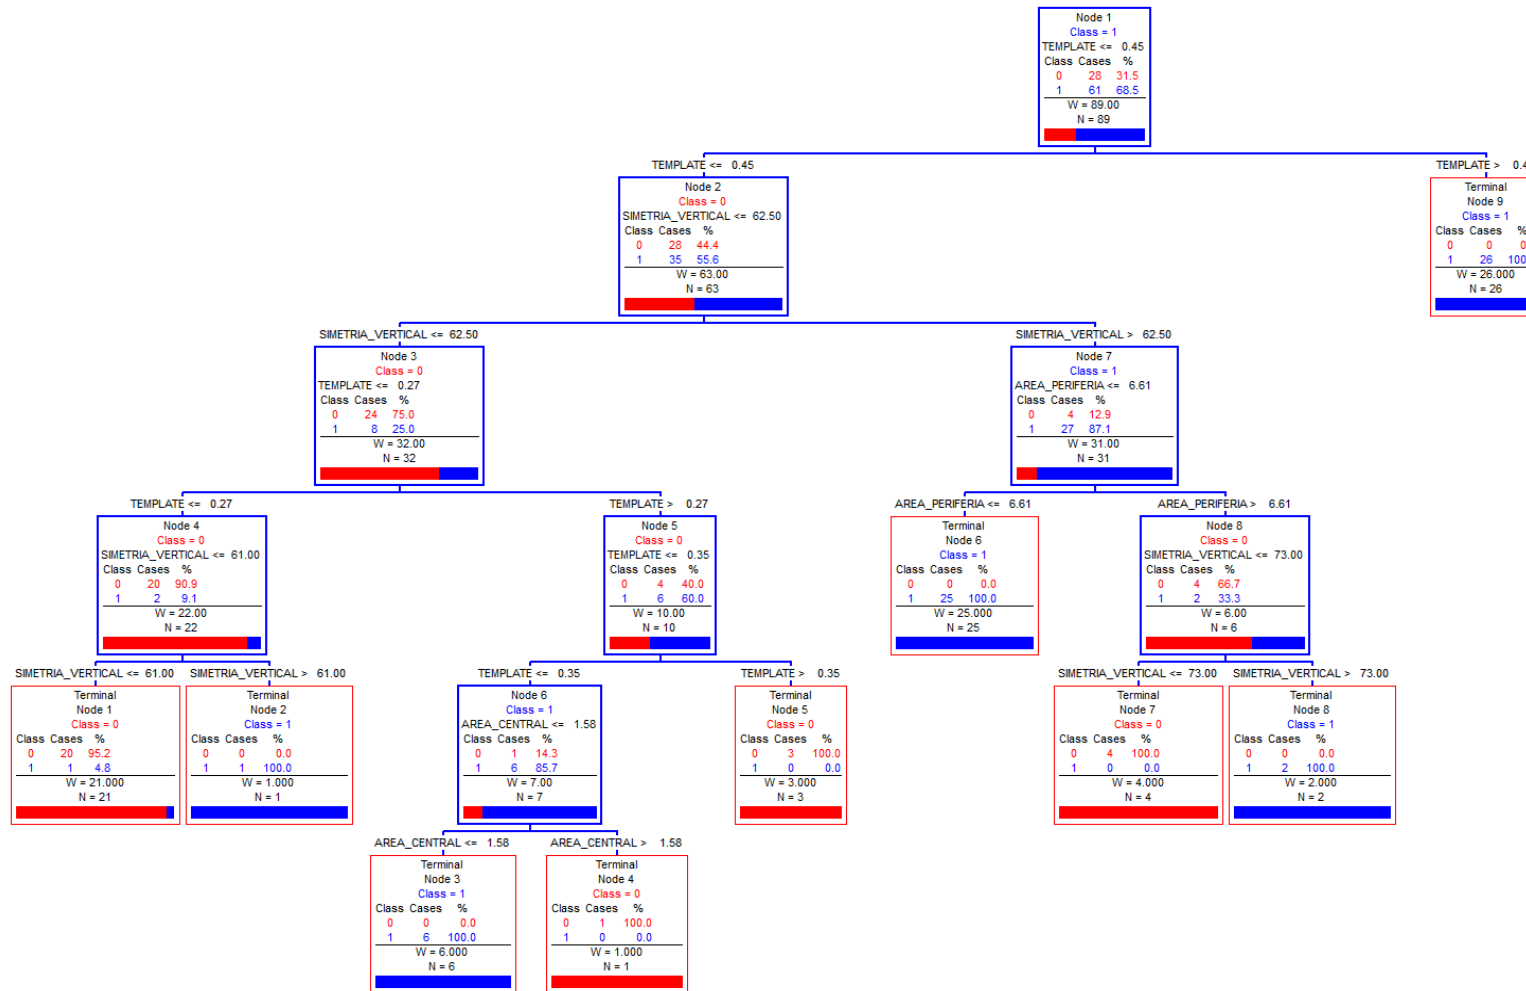 Node 1
Class = 1
TEMPLATE <= 0.45
Class Cases %
0 28 31.5
1 61 68.5
W = 89.00
N = 89
TEMPLATE <= 0.45
TEMPLATE > 0.4
Node 2
Class = 0
SIMETRIA_VERTICAL <= 62.50
Class Cases %
0 28 44.4
1 35 55.6
W = 63.00
N = 63
Terminal
Node 9
Class = 1
Class Cases %
0 0 0
1 26 100
W = 26.000
N = 26
SIMETRIA_VERTICAL <= 62.50
SIMETRIA_VERTICAL > 62.50
Node 3
Class = 0
TEMPLATE <= 0.27
Class Cases %
0 24 75.0
1 8 25.0
W = 32.00
N = 32
Node 7
Class = 1
AREA_PERIFERIA <= 6.61
Class Cases %
0 4 12.9
1 27 87.1
W = 31.00
N = 31
TEMPLATE <= 0.27
TEMPLATE > 0.27
AREA_PERIFERIA <= 6.61
AREA_PERIFERIA > 6.61
Node 4
Class = 0
SIMETRIA_VERTICAL <= 61.00
Class Cases %
0 20 90.9
1 2 9.1
W = 22.00
N = 22
Node 5
Class = 0
TEMPLATE <= 0.35
Class Cases %
0 4 40.0
1 6 60.0
W = 10.00
N = 10
Terminal
Node 6
Class = 1
Class Cases %
0 0 0.0
1 25 100.0
W = 25.000
N = 25
Node 8
Class = 0
SIMETRIA_VERTICAL <= 73.00
Class Cases %
0 4 66.7
1 2 33.3
W = 6.00
N = 6
SIMETRIA_VERTICAL <= 61.00
SIMETRIA_VERTICAL > 61.00
TEMPLATE <= 0.35
TEMPLATE > 0.35
SIMETRIA_VERTICAL <= 73.00
SIMETRIA_VERTICAL > 73.00
Terminal
Node 1
Class = 0
Class Cases %
0 20 95.2
1 1 4.8
W = 21.000
N = 21
Terminal
Node 2
Class = 1
Class Cases %
0 0 0.0
1 1 100.0
W = 1.000
N = 1
Node 6
Class = 1
AREA_CENTRAL <= 1.58
Class Cases %
0 1 14.3
1 6 85.7
W = 7.00
N = 7
Terminal
Node 5
Class = 0
Class Cases %
0 3 100.0
1 0 0.0
W = 3.000
N = 3
Terminal
Node 7
Class = 0
Class Cases %
0 4 100.0
1 0 0.0
W = 4.000
N = 4
Terminal
Node 8
Class = 1
Class Cases %
0 0 0.0
1 2 100.0
W = 2.000
N = 2
AREA_CENTRAL <= 1.58
AREA_CENTRAL > 1.58
Terminal
Node 3
Class = 1
Class Cases %
0 0 0.0
1 6 100.0
W = 6.000
N = 6
Terminal
Node 4
Class = 0
Class Cases %
0 1 100.0
1 0 0.0
W = 1.000
N = 1